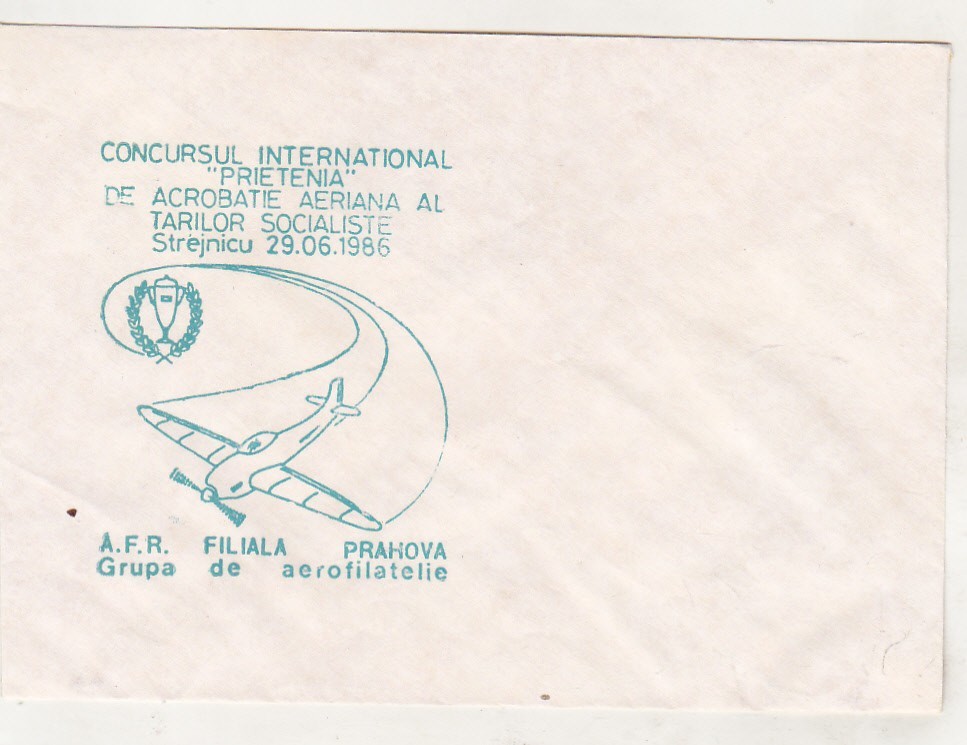 CONCURSUL INTERNATIONAL
"PRIETENIA"
DE ACROBATIE AERIANA AL
TARILOR SOCIALISTE
Strejnicu 29.06.1986
A.F.R. FILIALA PRAHOVA
Grupa de aerofilatelie